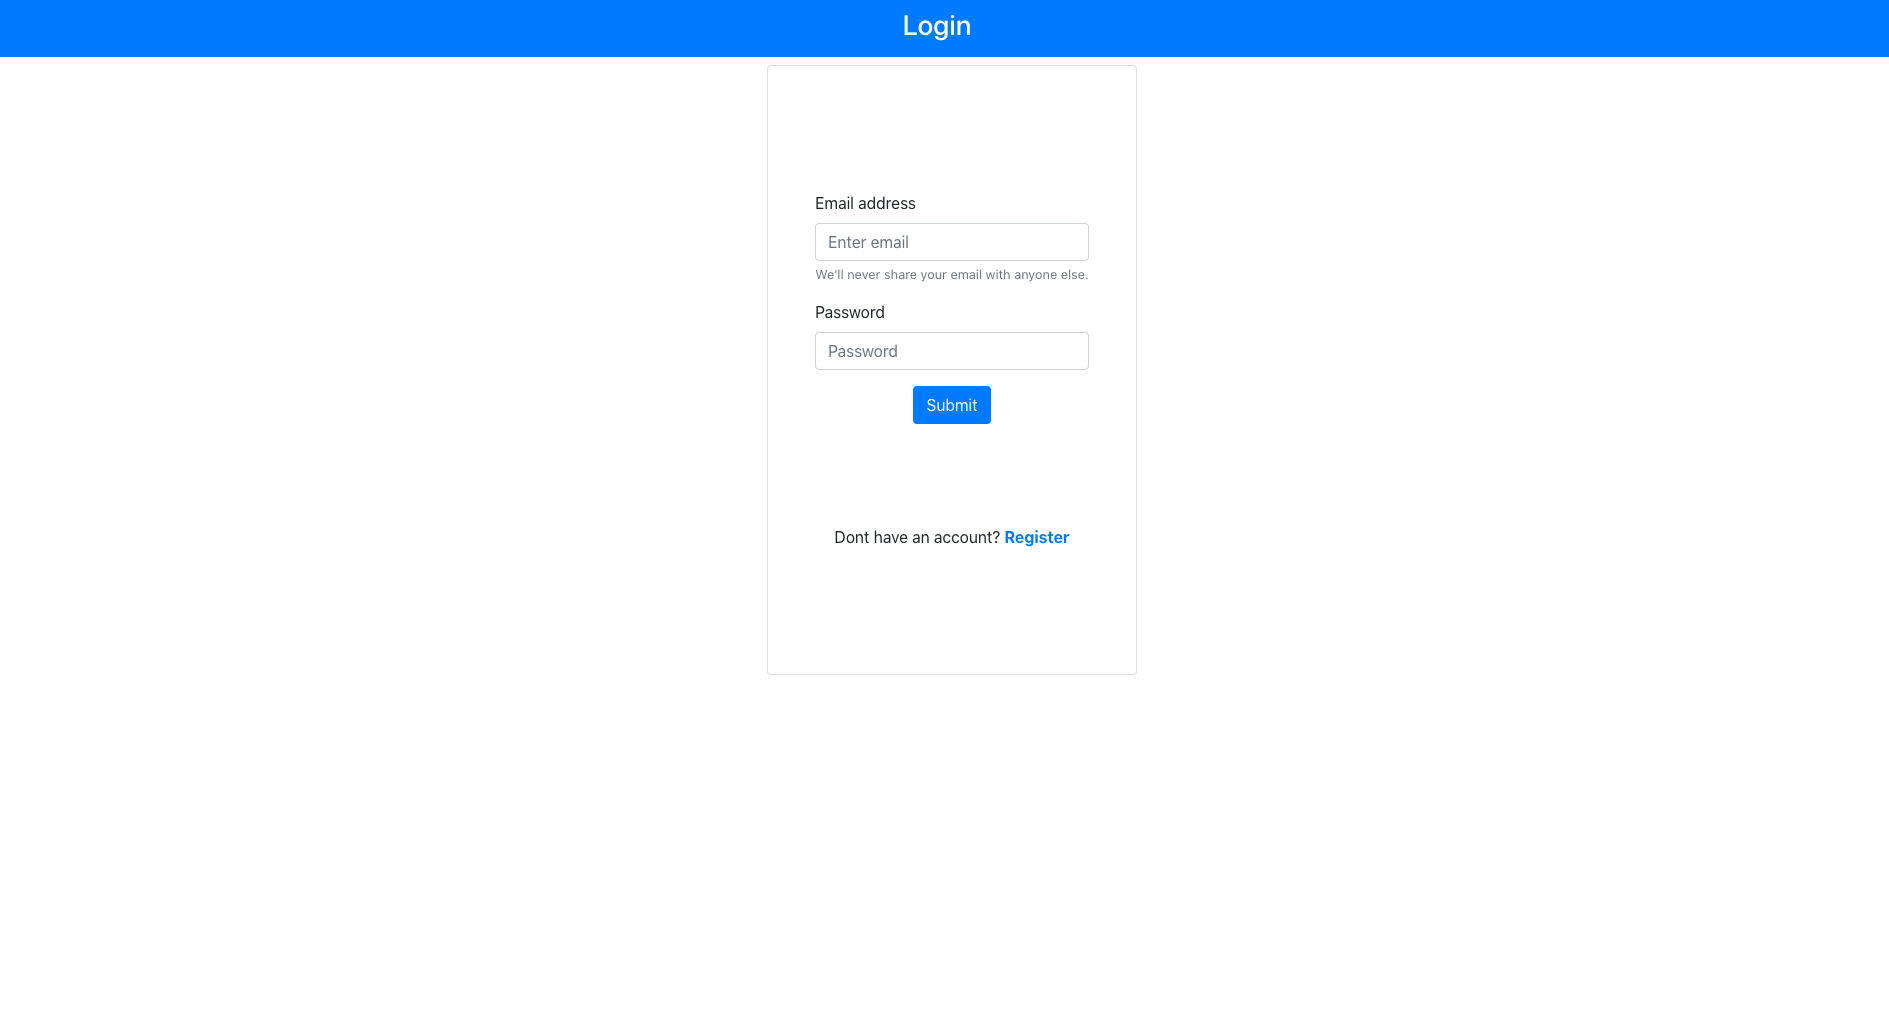 Login
Email address
Enter email
We'll never share your email with anyone else.
Password
Password
Submit
Dont have an account? Register